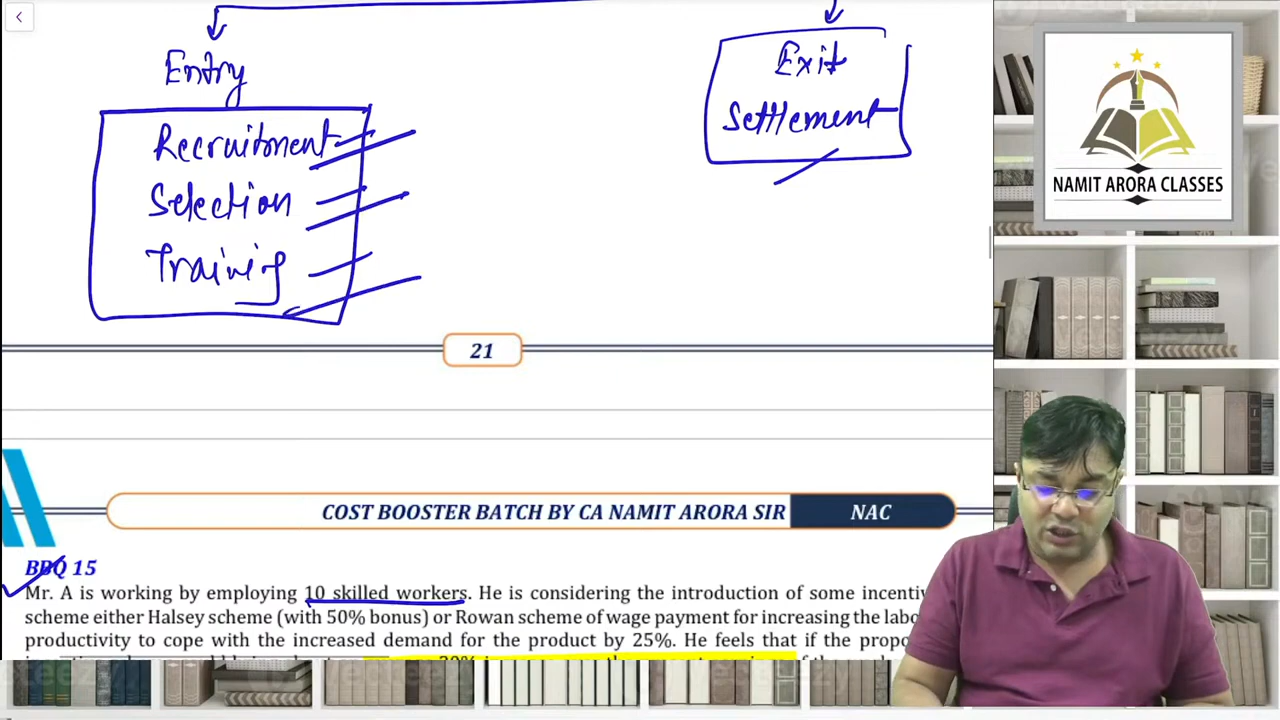 Entry
Recruitment
Selection
Training
Exit
Settlement
NAMIT ARORA CLASSES
21
COST BOOSTER BATCH BY CA NAMIT ARORA SIR NAC
BBQ 15
Mr. A is working by employing 10 skilled workers. He is considering the introduction of some incenti
scheme either Halsey scheme (with 50% bonus) or Rowan scheme of wage payment for increasing the labo
productivity to cope with the increased demand for the product by 25%. He feels that if the propo